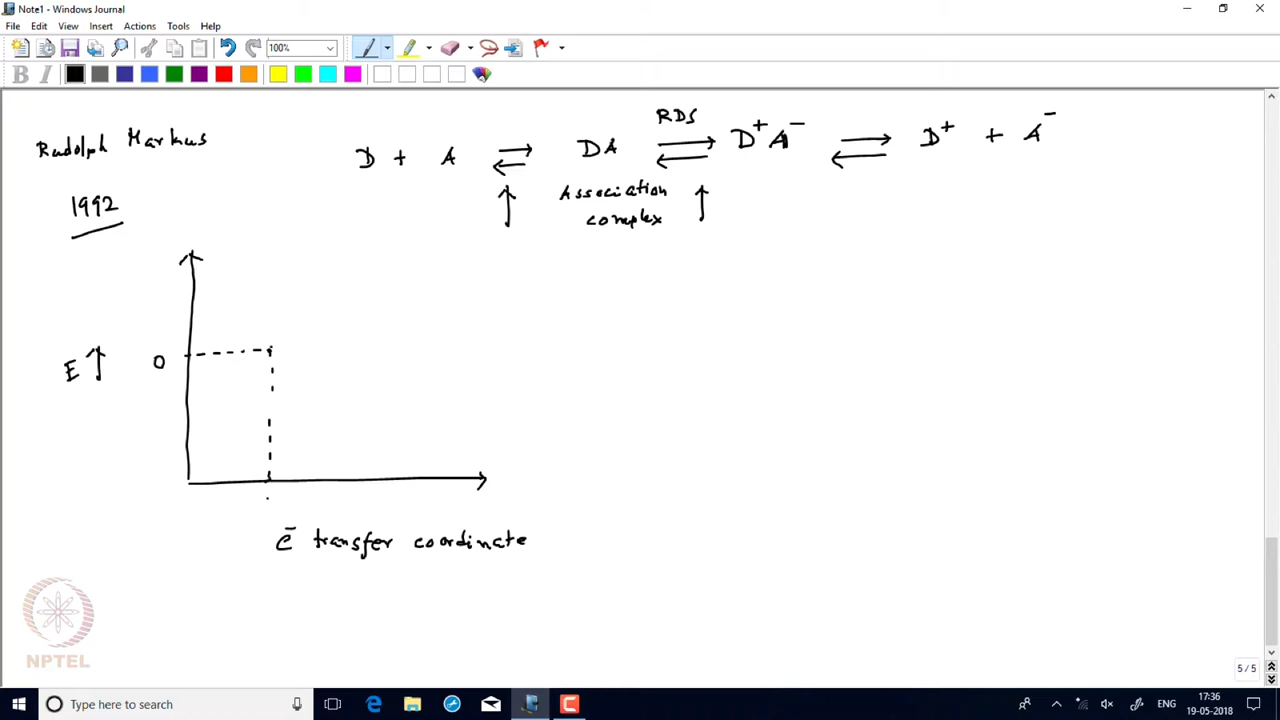 Note1 - Windows Journal
File Edit View Insert Actions Tools Help
100%
B I
Rudolph Markus
1992
RDS
D + A ⇌ DA ⇌ D⁺A⁻ ⇌ D⁺ + A⁻
↑ Association ↑
complex
E↑ 0
e⁻ transfer coordinate
NPTEL
5 / 5
Type here to search
ENG
17:36
19-05-2018